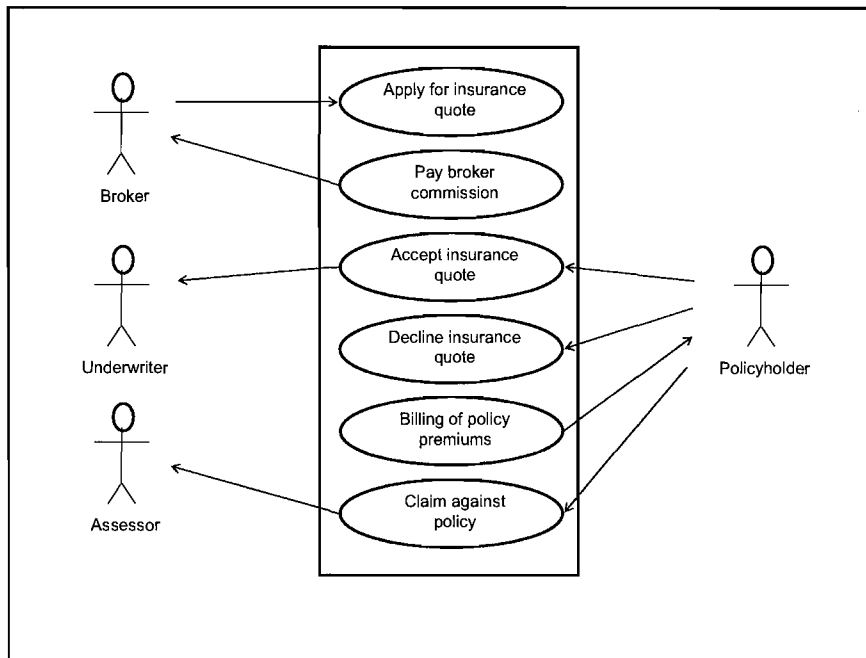 Apply for insurance
quote
Broker
Pay broker
commission
Accept insurance
quote
Underwriter
Decline insurance
quote
Policyholder
Billing of policy
premiums
Assessor
Claim against
policy